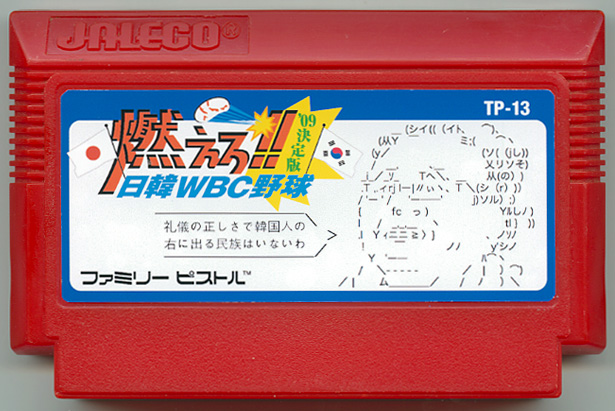 JALECO®
TP-13
燃えろ!!
'09決定版
日韓WBC野球
礼儀の正しさで韓国人の
右に出る民族はいないわ
ファミリー ピストル™